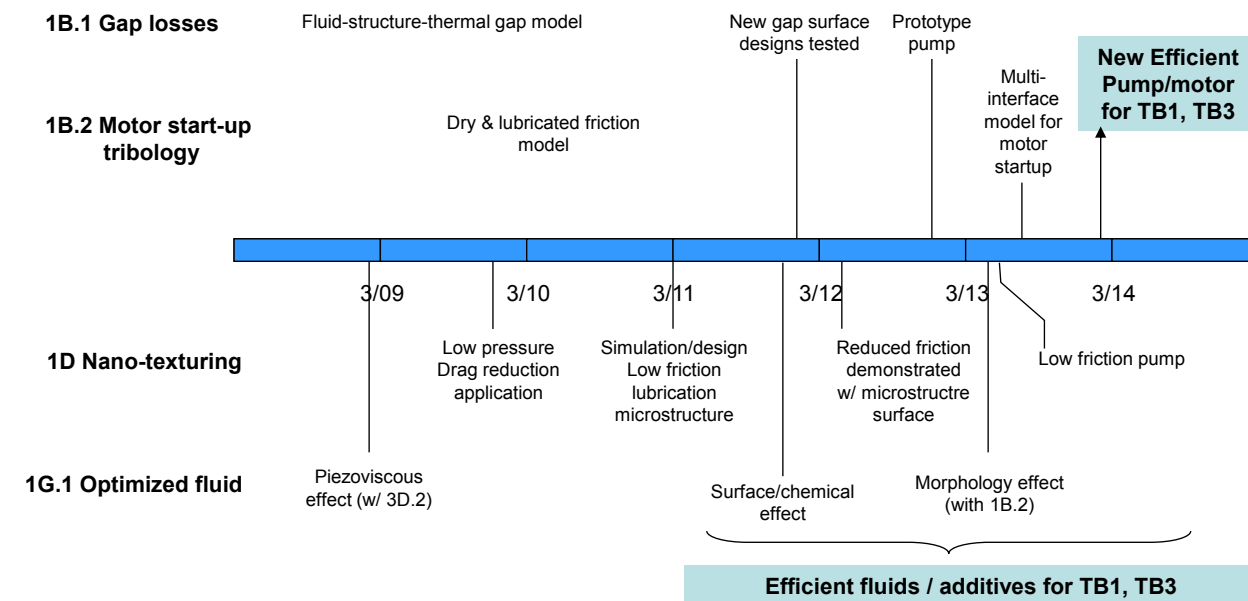 1B.1 Gap losses
Fluid-structure-thermal gap model
New gap surface
designs tested
Prototype
pump
New Efficient
Pump/motor
for TB1, TB3
Multi-
interface
model for
motor
startup
1B.2 Motor start-up
tribology
Dry & lubricated friction
model
3/09
3/10
3/11
3/12
3/13
3/14
1D Nano-texturing
Low pressure
Drag reduction
application
Simulation/design
Low friction
lubrication
microstructure
Reduced friction
demonstrated
w/ microstructre
surface
Low friction pump
1G.1 Optimized fluid
Piezoviscous
effect (w/ 3D.2)
Surface/chemical
effect
Morphology effect
(with 1B.2)
Efficient fluids / additives for TB1, TB3